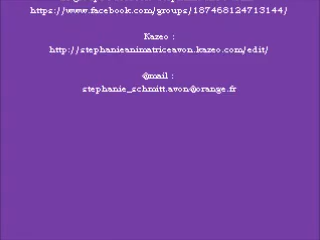 https://www.facebook.com/groups/187468124713144/
Kazeo :
http://stephanieanimatriceavon.kazeo.com/edit/
@mail :
stephanie_schmitt.avon@orange.fr